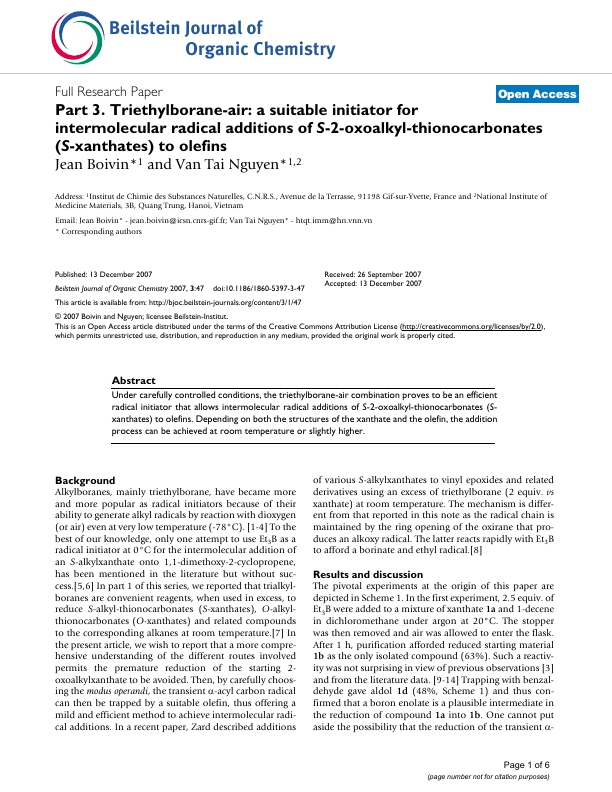 Beilstein Journal of
Organic Chemistry
Full Research Paper
Open Access
Part 3. Triethylborane-air: a suitable initiator for
intermolecular radical additions of S-2-oxoalkyl-thionocarbonates
(S-xanthates) to olefins
Jean Boivin*1 and Van Tai Nguyen*1,2
Address: 1Institut de Chimie des Substances Naturelles, C.N.R.S., Avenue de la Terrasse, 91198 Gif-sur-Yvette, France and 2National Institute of
Medicine Materials, 3B, Quang Trung, Hanoi, Vietnam
Email: Jean Boivin* - jean.boivin@icsn.cnrs-gif.fr; Van Tai Nguyen* - htqt.imm@hn.vnn.vn
* Corresponding authors
Published: 13 December 2007
Beilstein Journal of Organic Chemistry 2007, 3:47 doi:10.1186/1860-5397-3-47
Received: 26 September 2007
Accepted: 13 December 2007
This article is available from: http://bjoc.beilstein-journals.org/content/3/1/47
© 2007 Boivin and Nguyen; licensee Beilstein-Institut.
This is an Open Access article distributed under the terms of the Creative Commons Attribution License (http://creativecommons.org/licenses/by/2.0),
which permits unrestricted use, distribution, and reproduction in any medium, provided the original work is properly cited.
Abstract
Under carefully controlled conditions, the triethylborane-air combination proves to be an efficient
radical initiator that allows intermolecular radical additions of S-2-oxoalkyl-thionocarbonates (S-
xanthates) to olefins. Depending on both the structures of the xanthate and the olefin, the addition
process can be achieved at room temperature or slightly higher.
Background
Alkylboranes, mainly triethylborane, have became more
and more popular as radical initiators because of their
ability to generate alkyl radicals by reaction with dioxygen
(or air) even at very low temperature (-78°C). [1-4] To the
best of our knowledge, only one attempt to use Et3B as a
radical initiator at 0°C for the intermolecular addition of
an S-alkylxanthate onto 1,1-dimethoxy-2-cyclopropene,
has been mentioned in the literature but without suc-
cess.[5,6] In part 1 of this series, we reported that trialkyl-
boranes are convenient reagents, when used in excess, to
reduce S-alkyl-thionocarbonates (S-xanthates), O-alkyl-
thionocarbonates (O-xanthates) and related compounds
to the corresponding alkanes at room temperature.[7] In
the present article, we wish to report that a more compre-
hensive understanding of the different routes involved
permits the premature reduction of the starting 2-
oxoalkylxanthate to be avoided. Then, by carefully choos-
ing the modus operandi, the transient α-acyl carbon radical
can then be trapped by a suitable olefin, thus offering a
mild and efficient method to achieve intermolecular radi-
cal additions. In a recent paper, Zard described additions
of various S-alkylxanthates to vinyl epoxides and related
derivatives using an excess of triethylborane (2 equiv. vs
xanthate) at room temperature. The mechanism is differ-
ent from that reported in this note as the radical chain is
maintained by the ring opening of the oxirane that pro-
duces an alkoxy radical. The latter reacts rapidly with Et3B
to afford a borinate and ethyl radical.[8]
Results and discussion
The pivotal experiments at the origin of this paper are
depicted in Scheme 1. In the first experiment, 2.5 equiv. of
Et3B were added to a mixture of xanthate 1a and 1-decene
in dichloromethane under argon at 20°C. The stopper
was then removed and air was allowed to enter the flask.
After 1 h, purification afforded reduced starting material
1b as the only isolated compound (63%). Such a reactiv-
ity was not surprising in view of previous observations [3]
and from the literature data. [9-14] Trapping with benzal-
dehyde gave aldol 1d (48%, Scheme 1) and thus con-
firmed that a boron enolate is a plausible intermediate in
the reduction of compound 1a into 1b. One cannot put
aside the possibility that the reduction of the transient α-
Page 1 of 6
(page number not for citation purposes)